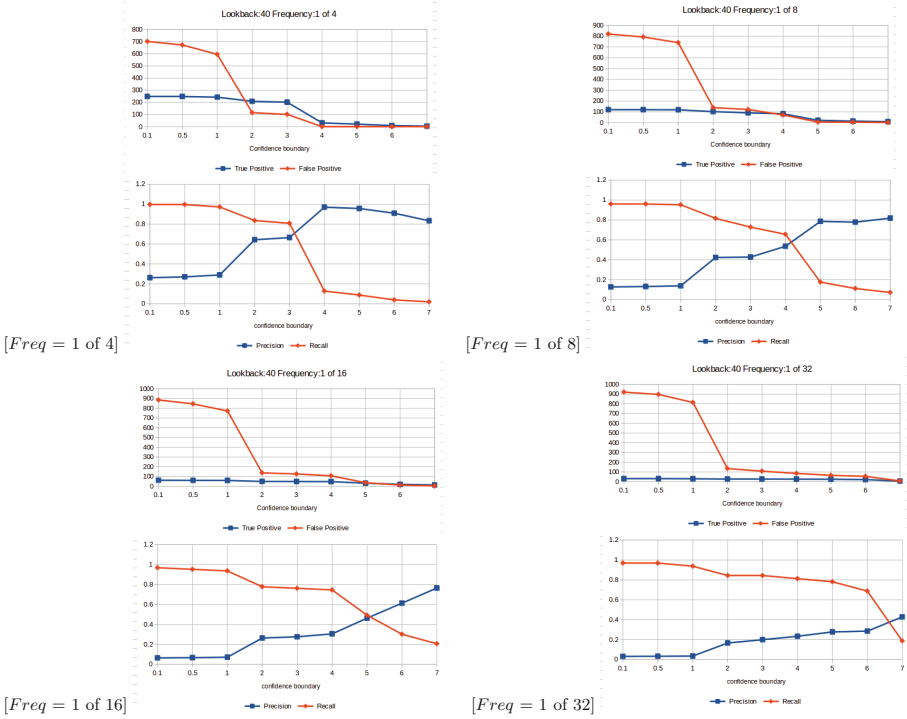 Lookback:40 Frequency:1 of 4
800
700
600
500
400
300
200
100
0
0.1 0.5 1 2 3 4 5 6 7
Confidence boundary
True Positive False Positive
1.2
1
0.8
0.6
0.4
0.2
0
0.1 0.5 1 2 3 4 5 6 7
confidence boundary
Precision Recall
[Freq = 1 of 4]
Lookback:40 Frequency:1 of 8
900
800
700
600
500
400
300
200
100
0
0.1 0.5 1 2 3 4 5 6
Confidence boundary
True Positive False Positive
1.2
1
0.8
0.6
0.4
0.2
0
0.1 0.5 1 2 3 4 5 6 7
confidence boundary
Precision Recall
[Freq = 1 of 8]
Lookback:40 Frequency:1 of 16
1000
900
800
700
600
500
400
300
200
100
0
0.1 0.5 1 2 3 4 5 6
Confidence boundary
True Positive False Positive
1.2
1
0.8
0.6
0.4
0.2
0
0.1 0.5 1 2 3 4 5 6 7
confidence boundary
Precision Recall
[Freq = 1 of 16]
Lookback:40 Frequency:1 of 32
1000
900
800
700
600
500
400
300
200
100
0
0.1 0.5 1 2 3 4 5 6
Confidence boundary
True Positive False Positive
1.2
1
0.8
0.6
0.4
0.2
0
0.1 0.5 1 2 3 4 5 6 7
confidence boundary
Precision Recall
[Freq = 1 of 32]